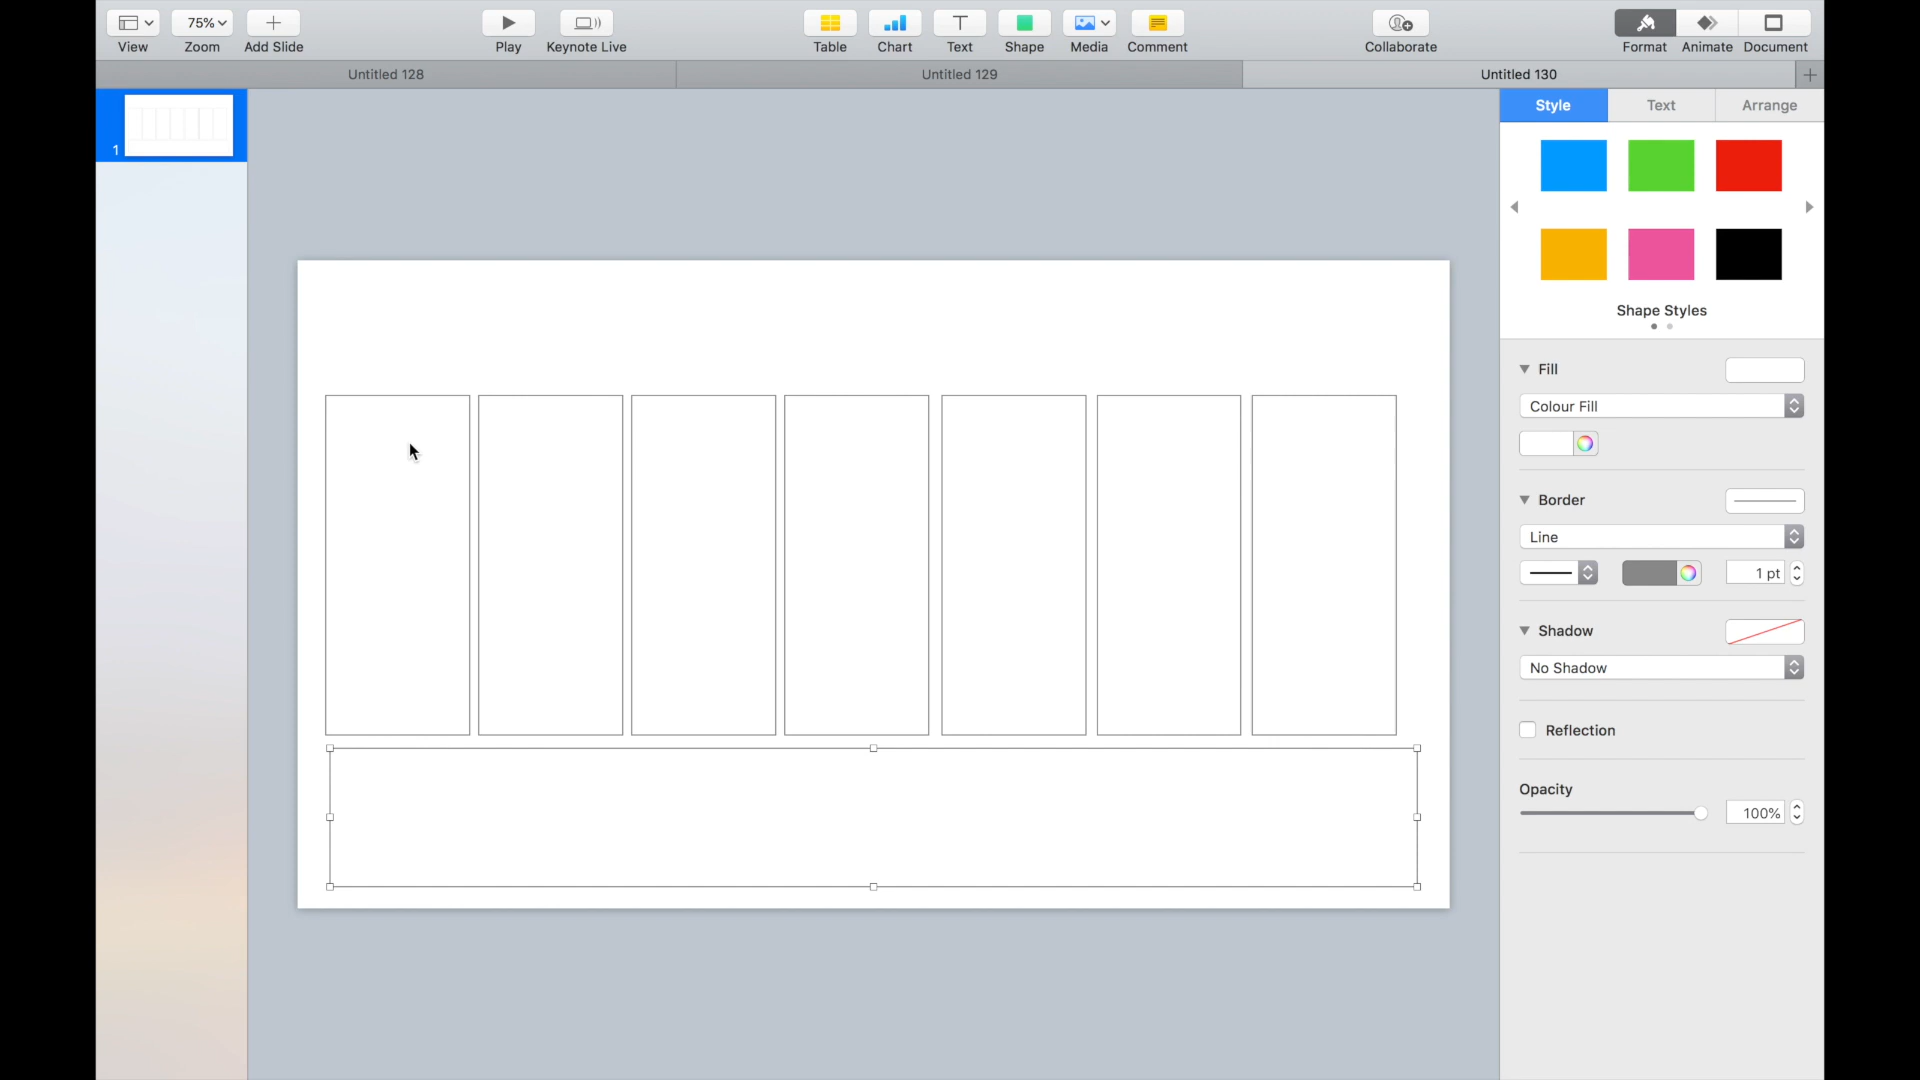 75%
View
Zoom
Add Slide
Play
Keynote Live
Table
Chart
Text
Shape
Media
Comment
Collaborate
Format
Animate
Document
Untitled 128
Untitled 129
Untitled 130
1
Style
Text
Arrange
Shape Styles
Fill
Colour Fill
Border
Line
1 pt
Shadow
No Shadow
Reflection
Opacity
100%